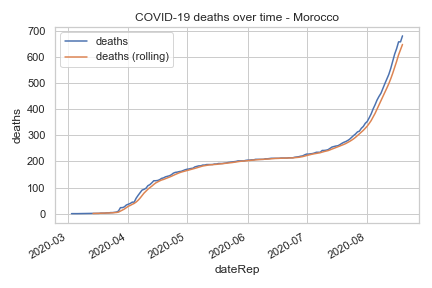 COVID-19 deaths over time - Morocco
deaths
deaths (rolling)
700
600
500
400
300
200
100
0
deaths
2020-03
2020-04
2020-05
2020-06
2020-07
2020-08
dateRep